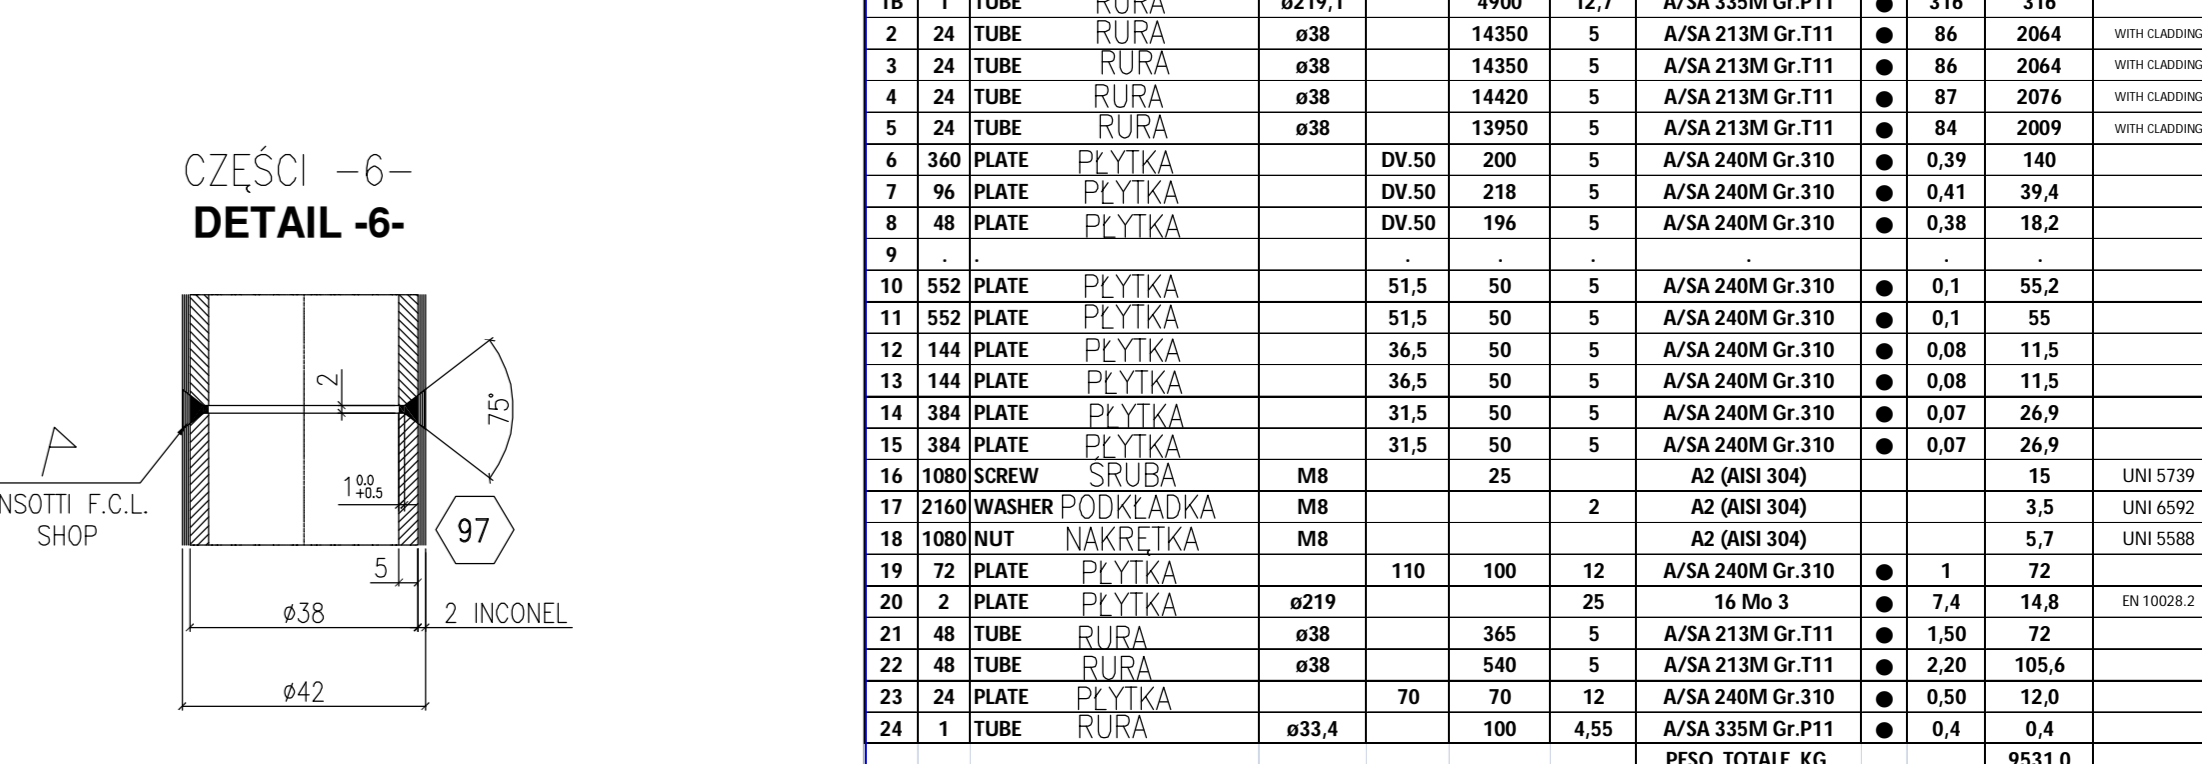 CZĘŚCI -6-
DETAIL -6-
2
75°
1 0.0 +0.5
F.C.L.
SHOP
97
5
ø38
2 INCONEL
ø42
1B 1 TUBE RURA ø219,1 4900 12,7 A/SA 335M Gr.P11 ● 316 316
2 24 TUBE RURA ø38 14350 5 A/SA 213M Gr.T11 ● 86 2064 WITH CLADDING
3 24 TUBE RURA ø38 14350 5 A/SA 213M Gr.T11 ● 86 2064 WITH CLADDING
4 24 TUBE RURA ø38 14420 5 A/SA 213M Gr.T11 ● 87 2076 WITH CLADDING
5 24 TUBE RURA ø38 13950 5 A/SA 213M Gr.T11 ● 84 2009 WITH CLADDING
6 360 PLATE PŁYTKA DV.50 200 5 A/SA 240M Gr.310 ● 0,39 140
7 96 PLATE PŁYTKA DV.50 218 5 A/SA 240M Gr.310 ● 0,41 39,4
8 48 PLATE PŁYTKA DV.50 196 5 A/SA 240M Gr.310 ● 0,38 18,2
9 . . . . . . . .
10 552 PLATE PŁYTKA 51,5 50 5 A/SA 240M Gr.310 ● 0,1 55,2
11 552 PLATE PŁYTKA 51,5 50 5 A/SA 240M Gr.310 ● 0,1 55
12 144 PLATE PŁYTKA 36,5 50 5 A/SA 240M Gr.310 ● 0,08 11,5
13 144 PLATE PŁYTKA 36,5 50 5 A/SA 240M Gr.310 ● 0,08 11,5
14 384 PLATE PŁYTKA 31,5 50 5 A/SA 240M Gr.310 ● 0,07 26,9
15 384 PLATE PŁYTKA 31,5 50 5 A/SA 240M Gr.310 ● 0,07 26,9
16 1080 SCREW ŚRUBA M8 25 A2 (AISI 304) 15 UNI 5739
17 2160 WASHER PODKŁADKA M8 2 A2 (AISI 304) 3,5 UNI 6592
18 1080 NUT NAKRĘTKA M8 A2 (AISI 304) 5,7 UNI 5588
19 72 PLATE PŁYTKA 110 100 12 A/SA 240M Gr.310 ● 1 72
20 2 PLATE PŁYTKA ø219 25 16 Mo 3 ● 7,4 14,8 EN 10028.2
21 48 TUBE RURA ø38 365 5 A/SA 213M Gr.T11 ● 1,50 72
22 48 TUBE RURA ø38 540 5 A/SA 213M Gr.T11 ● 2,20 105,6
23 24 PLATE PŁYTKA 70 70 12 A/SA 240M Gr.310 ● 0,50 12,0
24 1 TUBE RURA ø33,4 100 4,55 A/SA 335M Gr.P11 ● 0,4 0,4
PESO TOTALE KG 9531,0